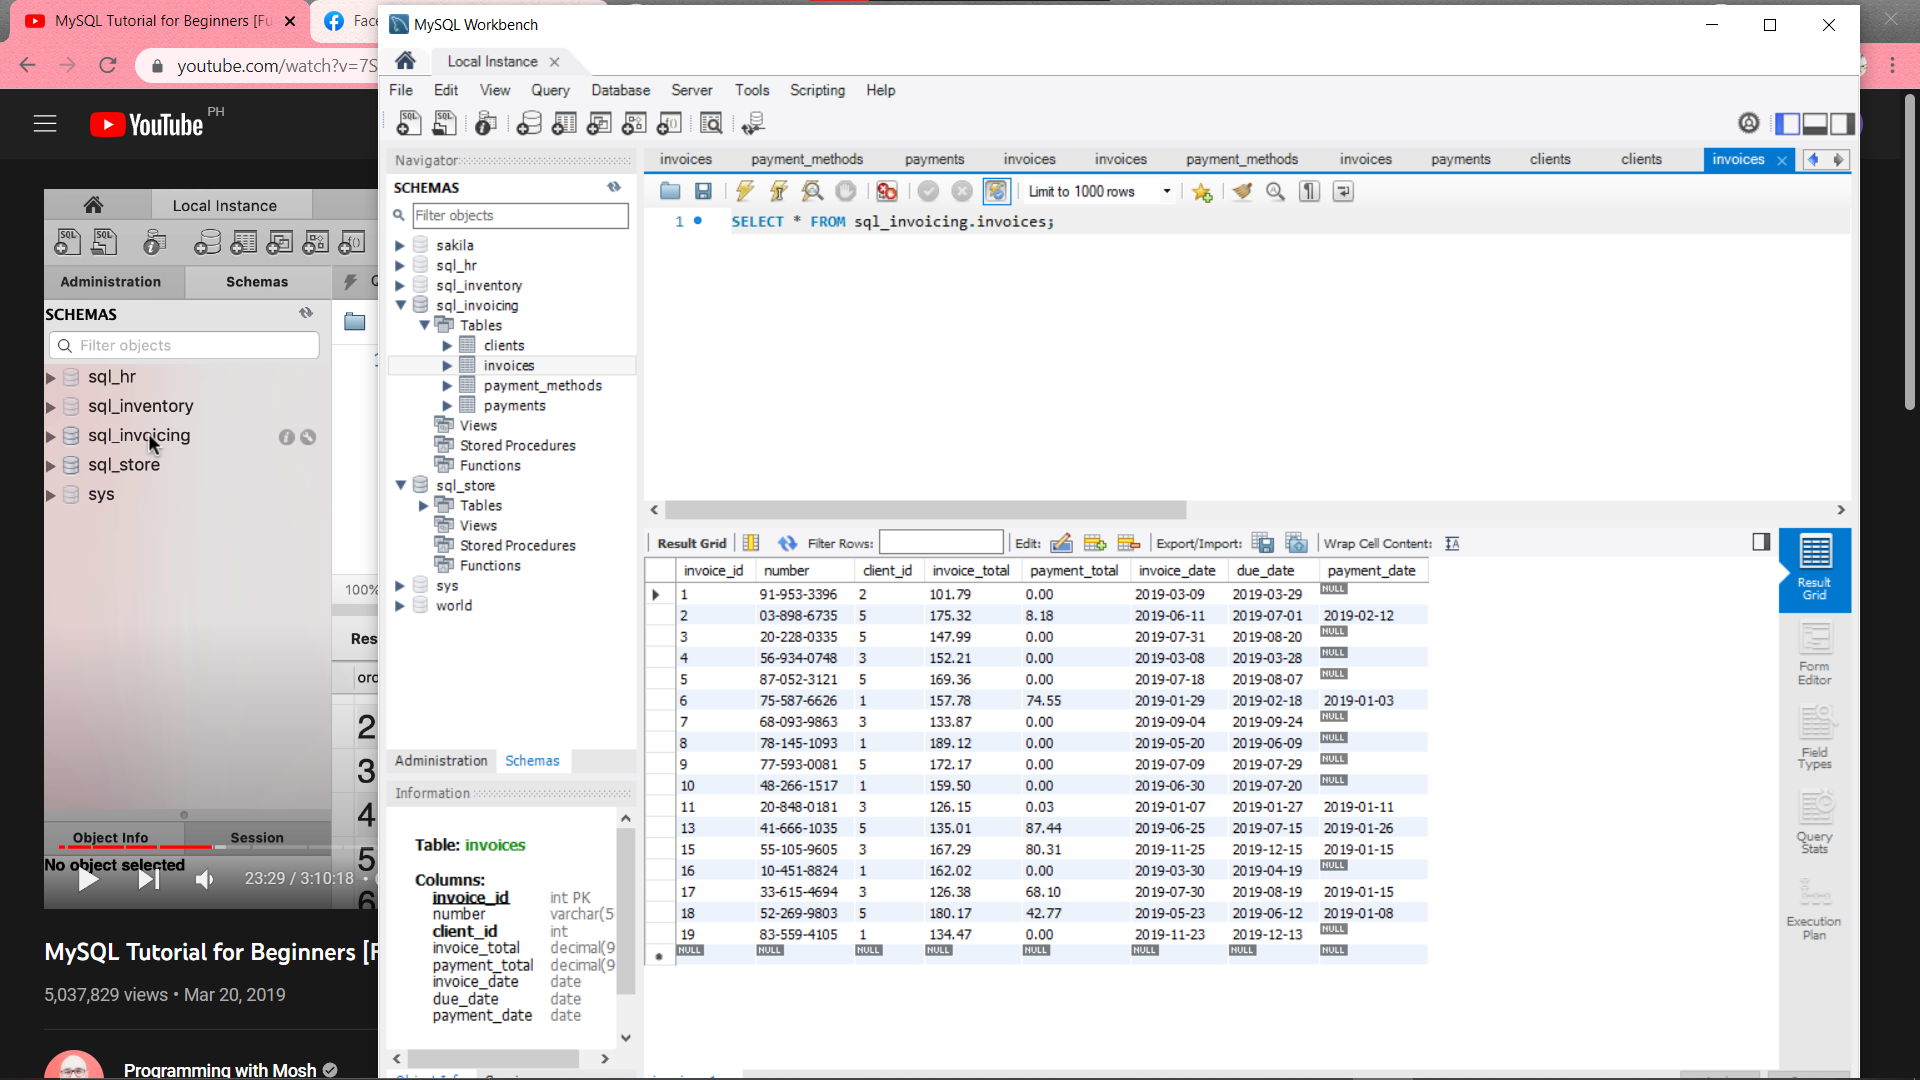 MySQL Tutorial for Beginners [Fu
Face
youtube.com/watch?v=7S
YouTube PH
Local Instance
Administration
Schemas
SCHEMAS
Filter objects
sql_hr
sql_inventory
sql_invoicing
sql_store
sys
100%
Res
ord
2
3
4
5
6
Object Info
Session
No object selected
23:29 / 3:10:18
MySQL Tutorial for Beginners [F
5,037,829 views • Mar 20, 2019
Programming with Mosh
MySQL Workbench
Local Instance
File Edit View Query Database Server Tools Scripting Help
Navigator
SCHEMAS
Filter objects
sakila
sql_hr
sql_inventory
sql_invoicing
Tables
clients
invoices
payment_methods
payments
Views
Stored Procedures
Functions
sql_store
Tables
Views
Stored Procedures
Functions
sys
world
Administration Schemas
Information
Table: invoices
Columns:
invoice_id int PK
number varchar(5
client_id int
invoice_total decimal(9
payment_total decimal(9
invoice_date date
due_date date
payment_date date
invoices payment_methods payments invoices invoices payment_methods invoices payments clients clients invoices
Limit to 1000 rows
1 SELECT * FROM sql_invoicing.invoices;
Result Grid Filter Rows: Edit: Export/Import: Wrap Cell Content:
invoice_id number client_id invoice_total payment_total invoice_date due_date payment_date
1 91-953-3396 2 101.79 0.00 2019-03-09 2019-03-29 NULL
2 03-898-6735 5 175.32 8.18 2019-06-11 2019-07-01 2019-02-12
3 20-228-0335 5 147.99 0.00 2019-07-31 2019-08-20 NULL
4 56-934-0748 3 152.21 0.00 2019-03-08 2019-03-28 NULL
5 87-052-3121 5 169.36 0.00 2019-07-18 2019-08-07 NULL
6 75-587-6626 1 157.78 74.55 2019-01-29 2019-02-18 2019-01-03
7 68-093-9863 3 133.87 0.00 2019-09-04 2019-09-24 NULL
8 78-145-1093 1 189.12 0.00 2019-05-20 2019-06-09 NULL
9 77-593-0081 5 172.17 0.00 2019-07-09 2019-07-29 NULL
10 48-266-1517 1 159.50 0.00 2019-06-30 2019-07-20 NULL
11 20-848-0181 3 126.15 0.03 2019-01-07 2019-01-27 2019-01-11
13 41-666-1035 5 135.01 87.44 2019-06-25 2019-07-15 2019-01-26
15 55-105-9605 3 167.29 80.31 2019-11-25 2019-12-15 2019-01-15
16 10-451-8824 1 162.02 0.00 2019-03-30 2019-04-19 NULL
17 33-615-4694 3 126.38 68.10 2019-07-30 2019-08-19 2019-01-15
18 52-269-9803 5 180.17 42.77 2019-05-23 2019-06-12 2019-01-08
19 83-559-4105 1 134.47 0.00 2019-11-23 2019-12-13 NULL
NULL NULL NULL NULL NULL NULL NULL NULL
Result
Grid
Form
Editor
Field
Types
Query
Stats
Execution
Plan